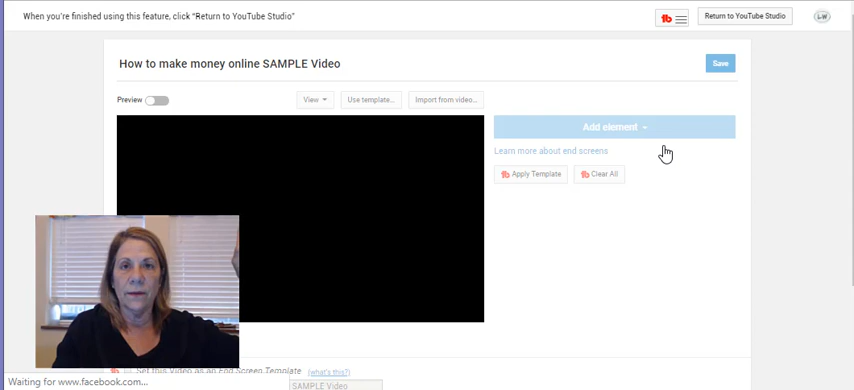 When you're finished using this feature, click "Return to YouTube Studio"
Return to YouTube Studio
L-W
How to make money online SAMPLE Video
Save
Preview
View
Use template...
Import from video...
Add element
Learn more about end screens
Apply Template
Clear All
Set this Video as an End Screen Template (what's this?)
Waiting for www.facebook.com...
SAMPLE Video